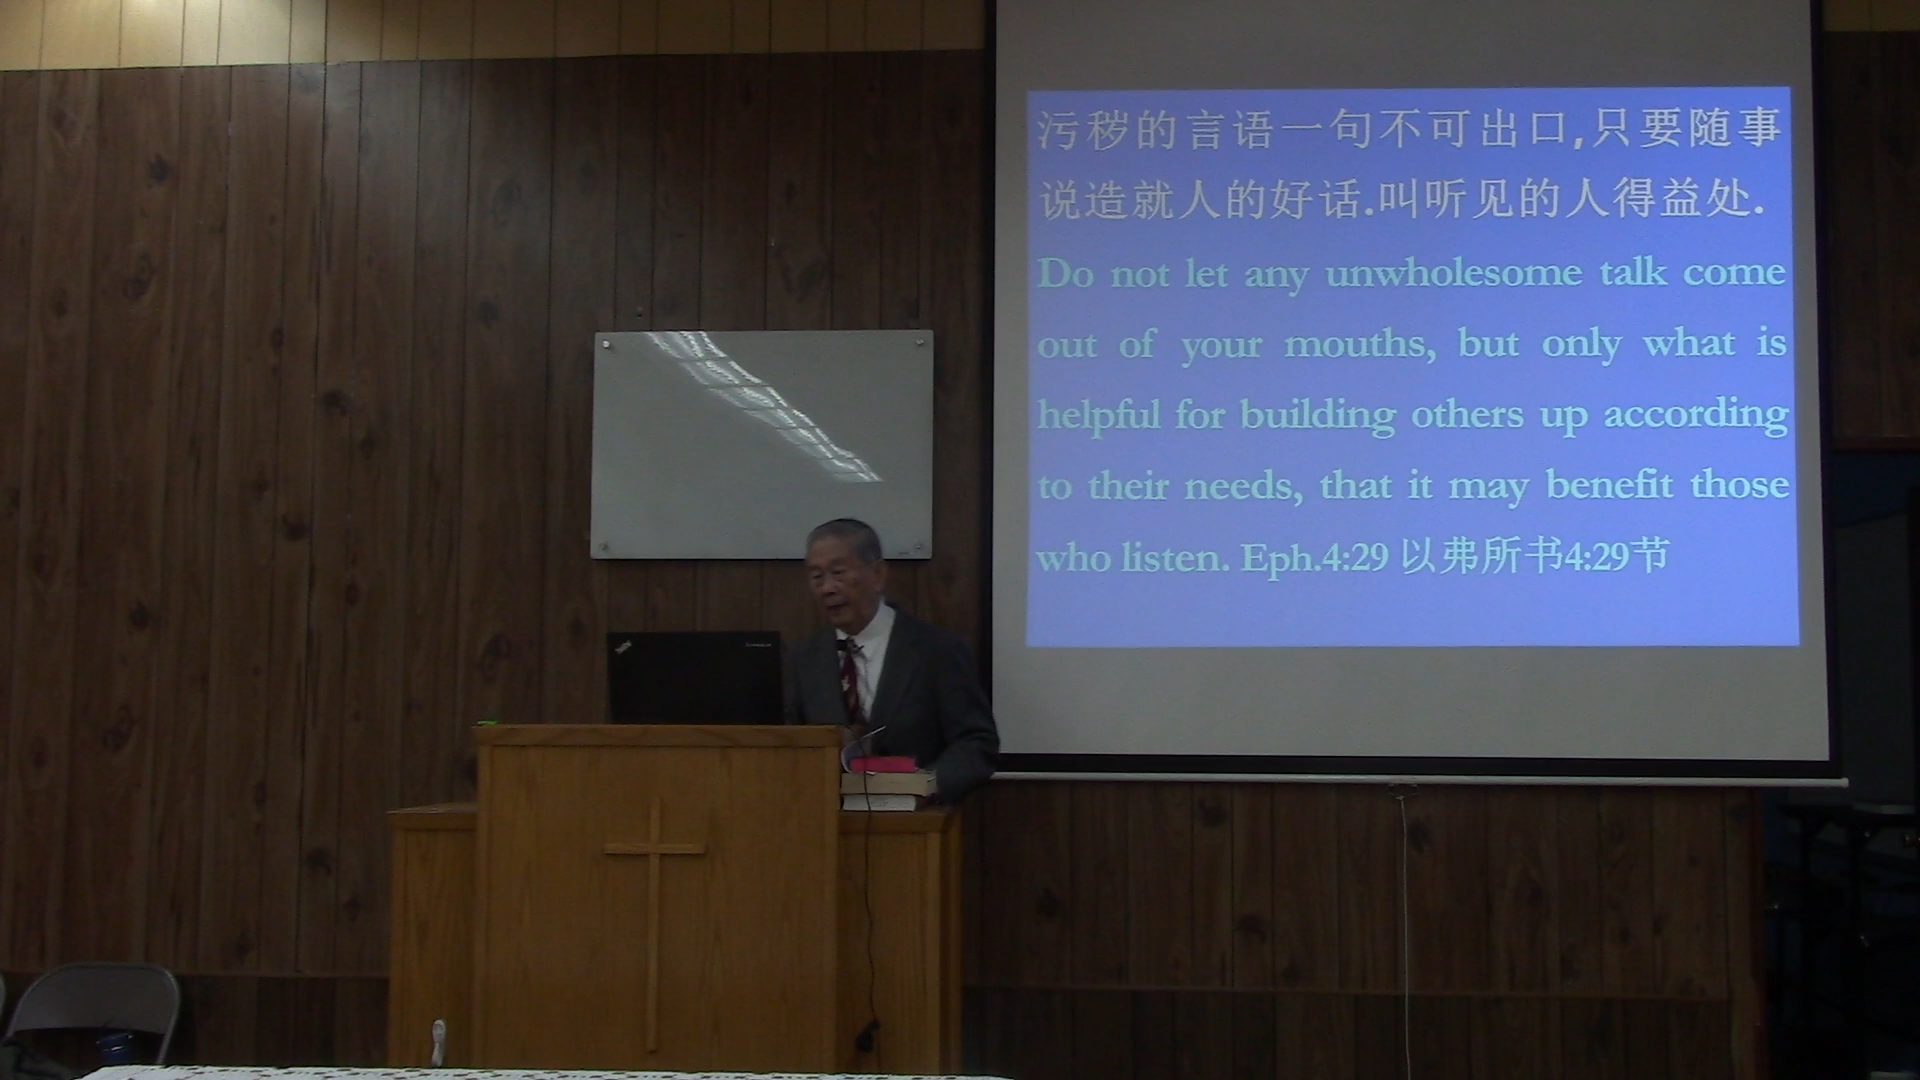 污秽的言语一句不可出口,只要随事
说造就人的好话.叫听见的人得益处.
Do not let any unwholesome talk come
out of your mouths, but only what is
helpful for building others up according
to their needs, that it may benefit those
who listen. Eph.4:29 以弗所书4:29节